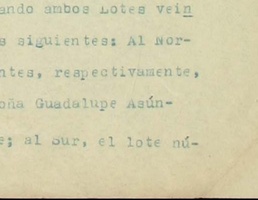 ando ambos Lotes vein
s siguientes: Al Nor-
ntes, respectivamente,
oña Guadalupe Asún-
e; al Sur, el lote nú-